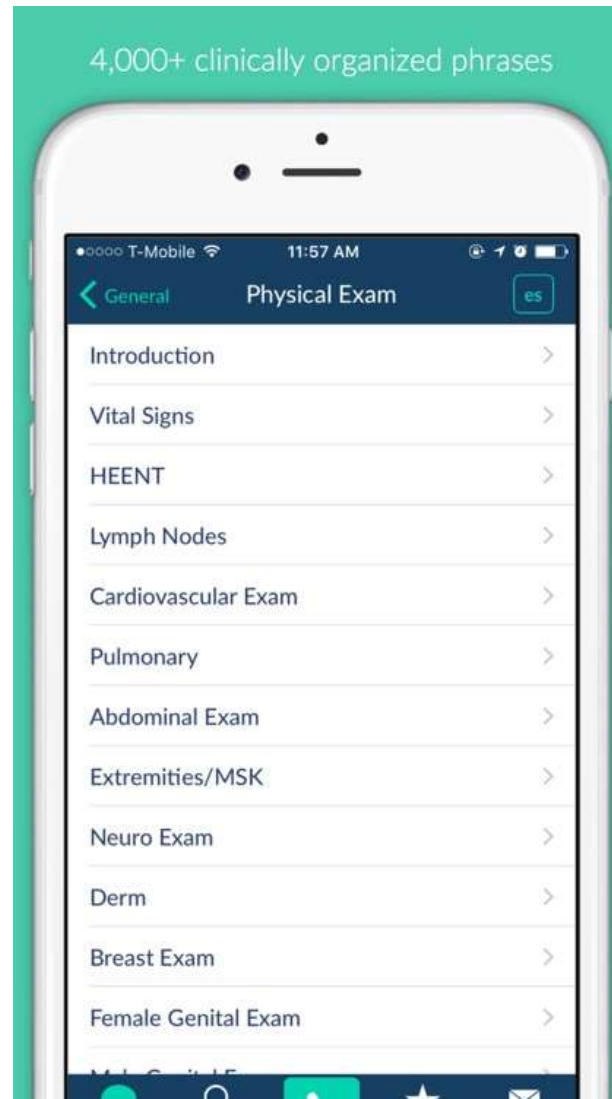 4,000+ clinically organized phrases
T-Mobile 11:57 AM
General Physical Exam es
Introduction
Vital Signs
HEENT
Lymph Nodes
Cardiovascular Exam
Pulmonary
Abdominal Exam
Extremities/MSK
Neuro Exam
Derm
Breast Exam
Female Genital Exam